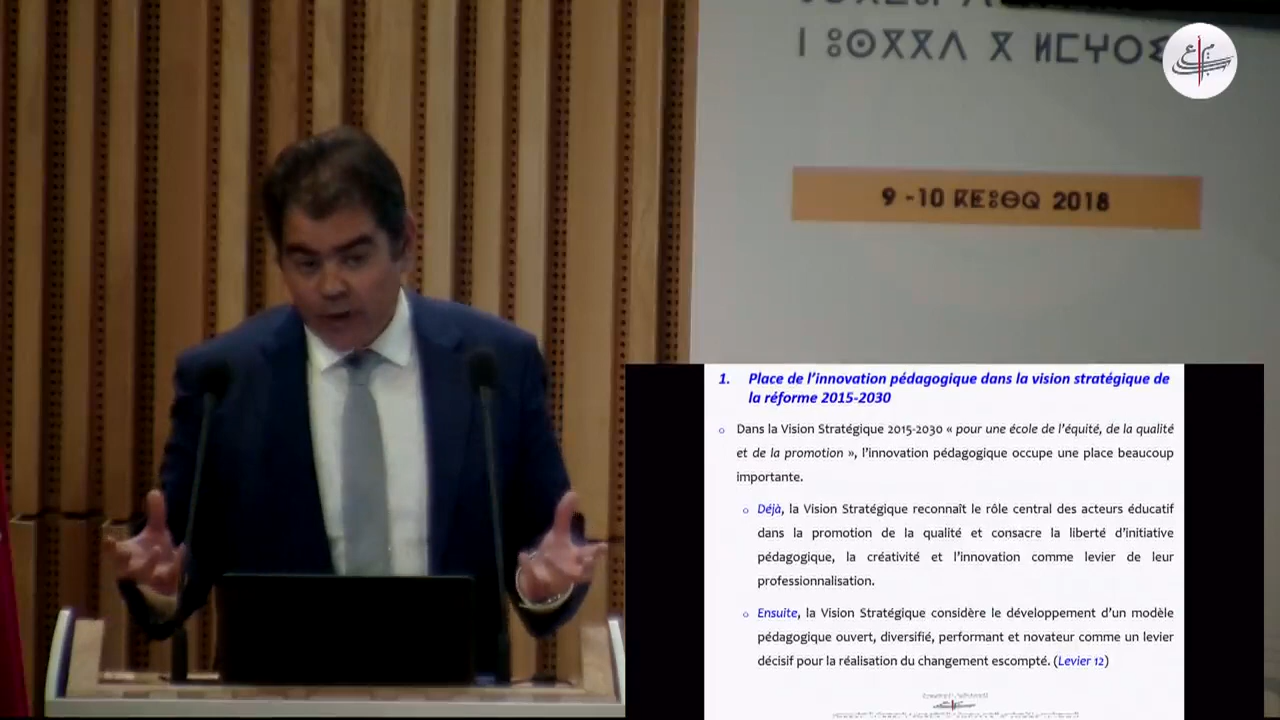 ⵏ ⵓⵙⴳⴳⴷ ⴳ ⵍⵎⵖⵔⵉ
9 -10 ⴽⵟⵓⴱⵕ 2018
1. Place de l’innovation pédagogique dans la vision stratégique de
la réforme 2015-2030
o Dans la Vision Stratégique 2015-2030 « pour une école de l’équité, de la qualité
et de la promotion », l’innovation pédagogique occupe une place beaucoup
importante.
o Déjà, la Vision Stratégique reconnaît le rôle central des acteurs éducatif
dans la promotion de la qualité et consacre la liberté d’initiative
pédagogique, la créativité et l’innovation comme levier de leur
professionnalisation.
o Ensuite, la Vision Stratégique considère le développement d’un modèle
pédagogique ouvert, diversifié, performant et novateur comme un levier
décisif pour la réalisation du changement escompté. (Levier 12)